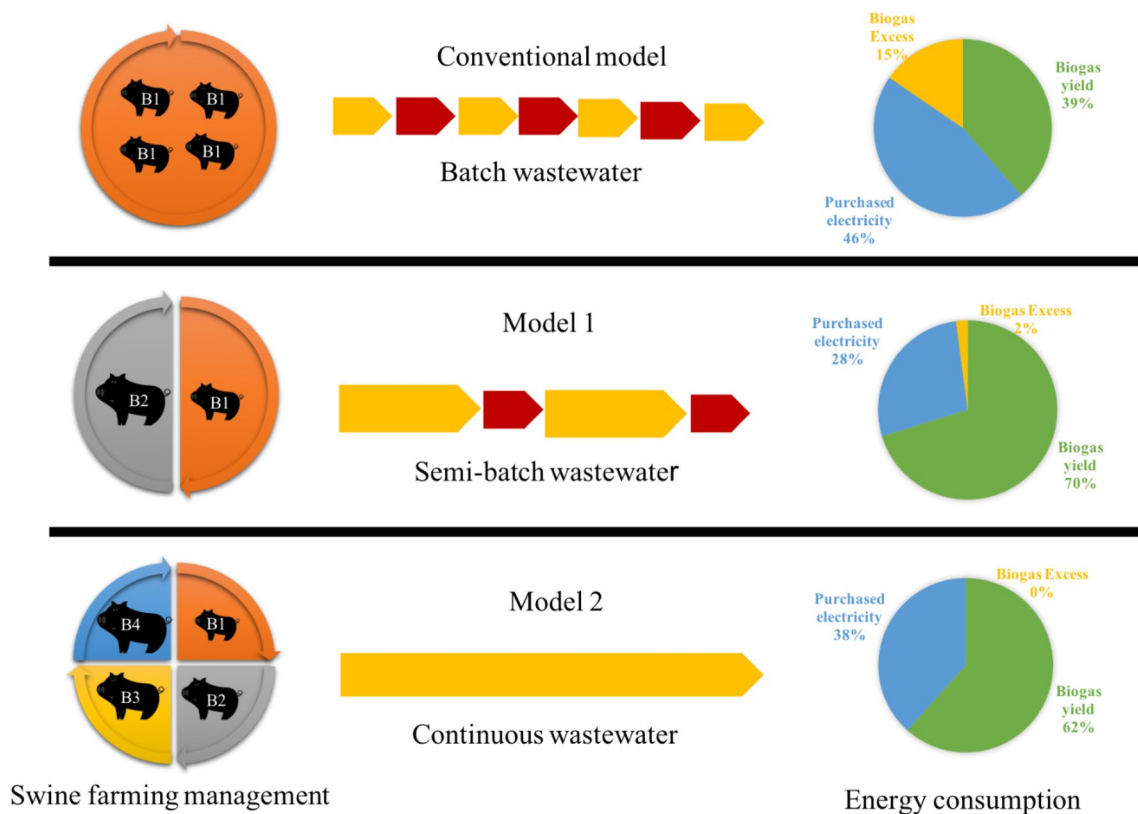 B1
B1
B1
B1
Conventional model
Batch wastewater
Biogas
Excess
15%
Biogas
yield
39%
Purchased
electricity
46%
B2
B1
Model 1
Semi-batch wastewater
Purchased
electricity
28%
Biogas Excess
2%
Biogas
yield
70%
B4
B1
B3
B2
Model 2
Continuous wastewater
Purchased
electricity
38%
Biogas Excess
0%
Biogas
yield
62%
Swine farming management
Energy consumption